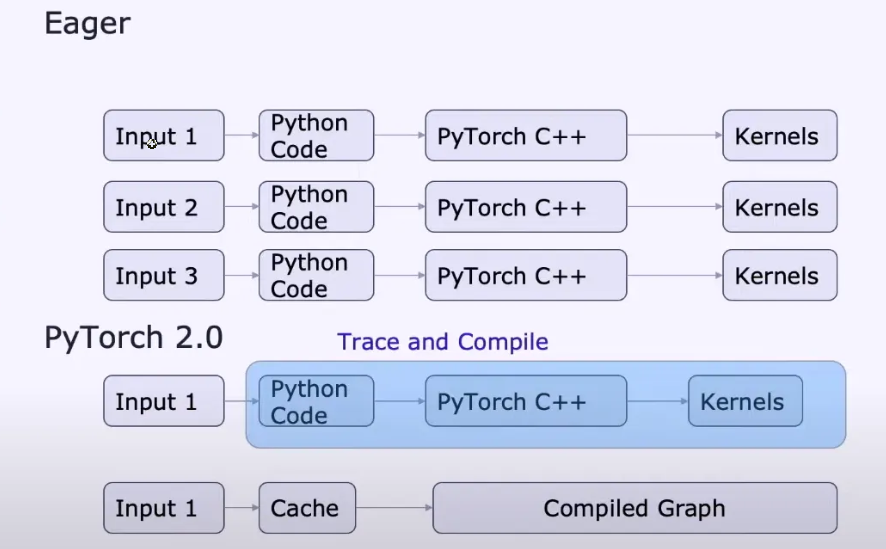 Eager
Input 1
Python
Code
PyTorch C++
Kernels
Input 2
Python
Code
PyTorch C++
Kernels
Input 3
Python
Code
PyTorch C++
Kernels
PyTorch 2.0
Trace and Compile
Input 1
Python
Code
PyTorch C++
Kernels
Input 1
Cache
Compiled Graph